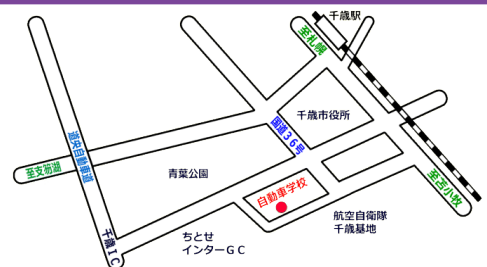 千歳駅
至札幌
千歳市役所
国道36号
道央自動車道
至支笏湖
青葉公園
自動車学校
至苫小牧
航空自衛隊
千歳基地
千歳IC
ちとせ
インターGC